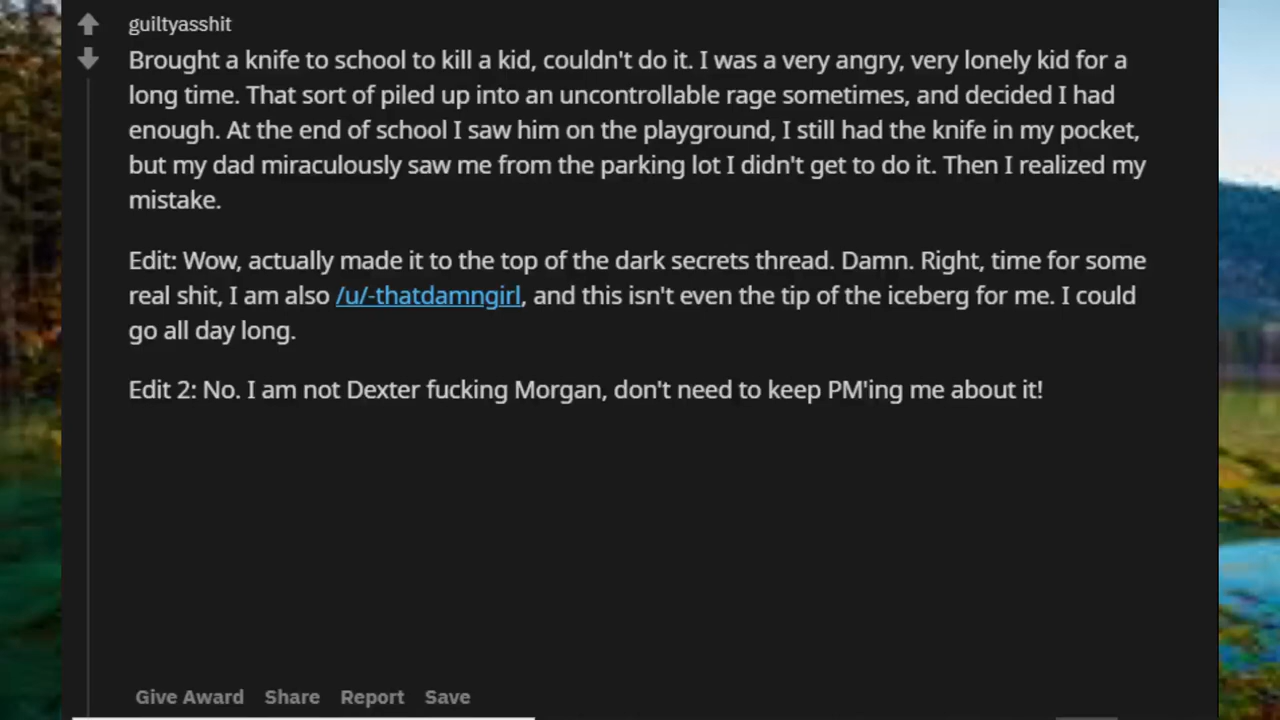 guiltyasshit
Brought a knife to school to kill a kid, couldn't do it. I was a very angry, very lonely kid for a
long time. That sort of piled up into an uncontrollable rage sometimes, and decided I had
enough. At the end of school I saw him on the playground, I still had the knife in my pocket,
but my dad miraculously saw me from the parking lot I didn't get to do it. Then I realized my
mistake.
Edit: Wow, actually made it to the top of the dark secrets thread. Damn. Right, time for some
real shit, I am also /u/-thatdamngirl, and this isn't even the tip of the iceberg for me. I could
go all day long.
Edit 2: No. I am not Dexter fucking Morgan, don't need to keep PM'ing me about it!
Give Award Share Report Save